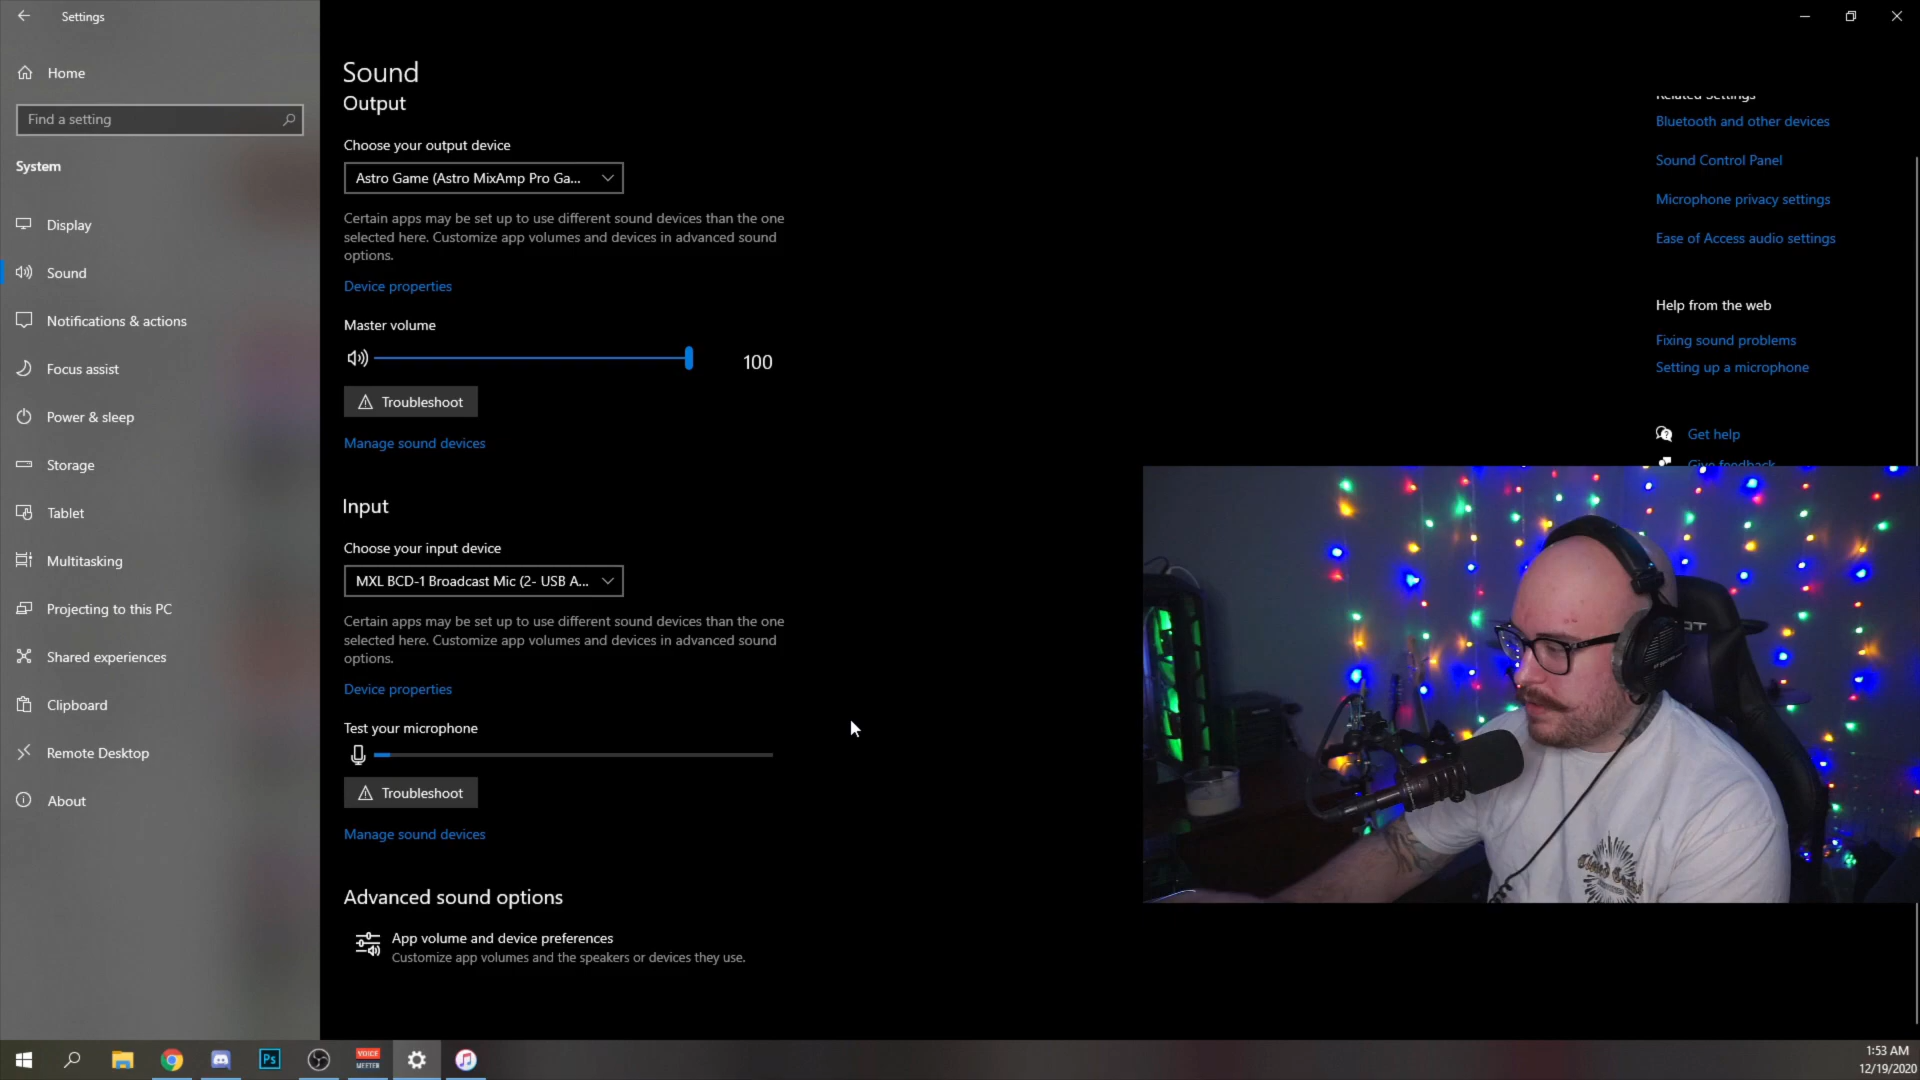 Settings
Home
Find a setting
System
Display
Sound
Notifications & actions
Focus assist
Power & sleep
Storage
Tablet
Multitasking
Projecting to this PC
Shared experiences
Clipboard
Remote Desktop
About
Sound
Output
Choose your output device
Astro Game (Astro MixAmp Pro Ga...
Certain apps may be set up to use different sound devices than the one
selected here. Customize app volumes and devices in advanced sound
options.
Device properties
Master volume
100
Troubleshoot
Manage sound devices
Input
Choose your input device
MXL BCD-1 Broadcast Mic (2- USB A...
Certain apps may be set up to use different sound devices than the one
selected here. Customize app volumes and devices in advanced sound
options.
Device properties
Test your microphone
Troubleshoot
Manage sound devices
Advanced sound options
App volume and device preferences
Customize app volumes and the speakers or devices they use.
Related Settings
Bluetooth and other devices
Sound Control Panel
Microphone privacy settings
Ease of Access audio settings
Help from the web
Fixing sound problems
Setting up a microphone
Get help
Give feedback
Ps
VOICE
MEETER
1:53 AM
12/19/2020